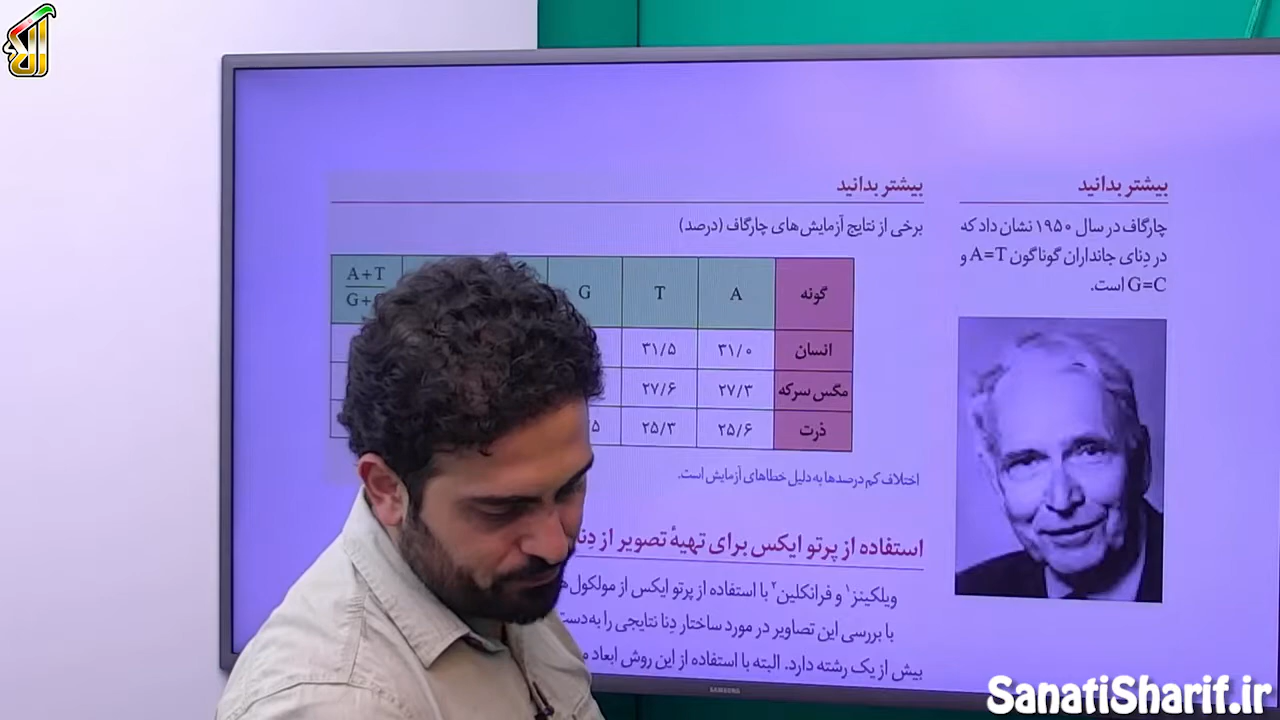 بیشتر بدانید
چارگاف در سال ۱۹۵۰ نشان داد که
در دِنای جانداران گوناگون A=T و
G=C است.
بیشتر بدانید
برخی از نتایج آزمایش‌های چارگاف (درصد)
گونه A T G A+T
انسان ۳۱/۰ ۳۱/۵
مگس سرکه ۲۷/۳ ۲۷/۶
ذرت ۲۵/۶ ۲۵/۳
اختلاف کم درصدها به دلیل خطاهای آزمایش است.
استفاده از پرتو ایکس برای تهیهٔ تصویر از دِنا
ویلکینز۱ و فرانکلین۲ با استفاده از پرتو ایکس از مولکول
با بررسی این تصاویر در مورد ساختار دِنا نتایجی را به‌دست
بیش از یک رشته دارد. البته با استفاده از این روش ابعاد
SAMSUNG
SanatiSharif.ir